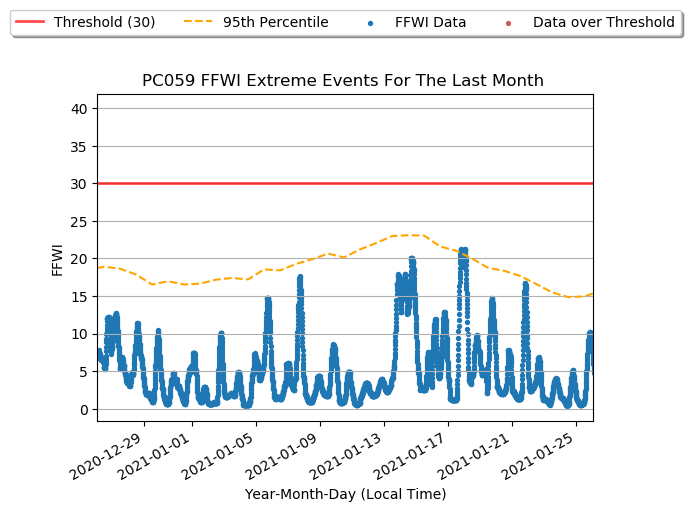 Threshold (30) 95th Percentile FFWI Data Data over Threshold
PC059 FFWI Extreme Events For The Last Month
40
35
30
25
20
15
10
5
0
FFWI
2020-12-29 2021-01-01 2021-01-05 2021-01-09 2021-01-13 2021-01-17 2021-01-21 2021-01-25
Year-Month-Day (Local Time)